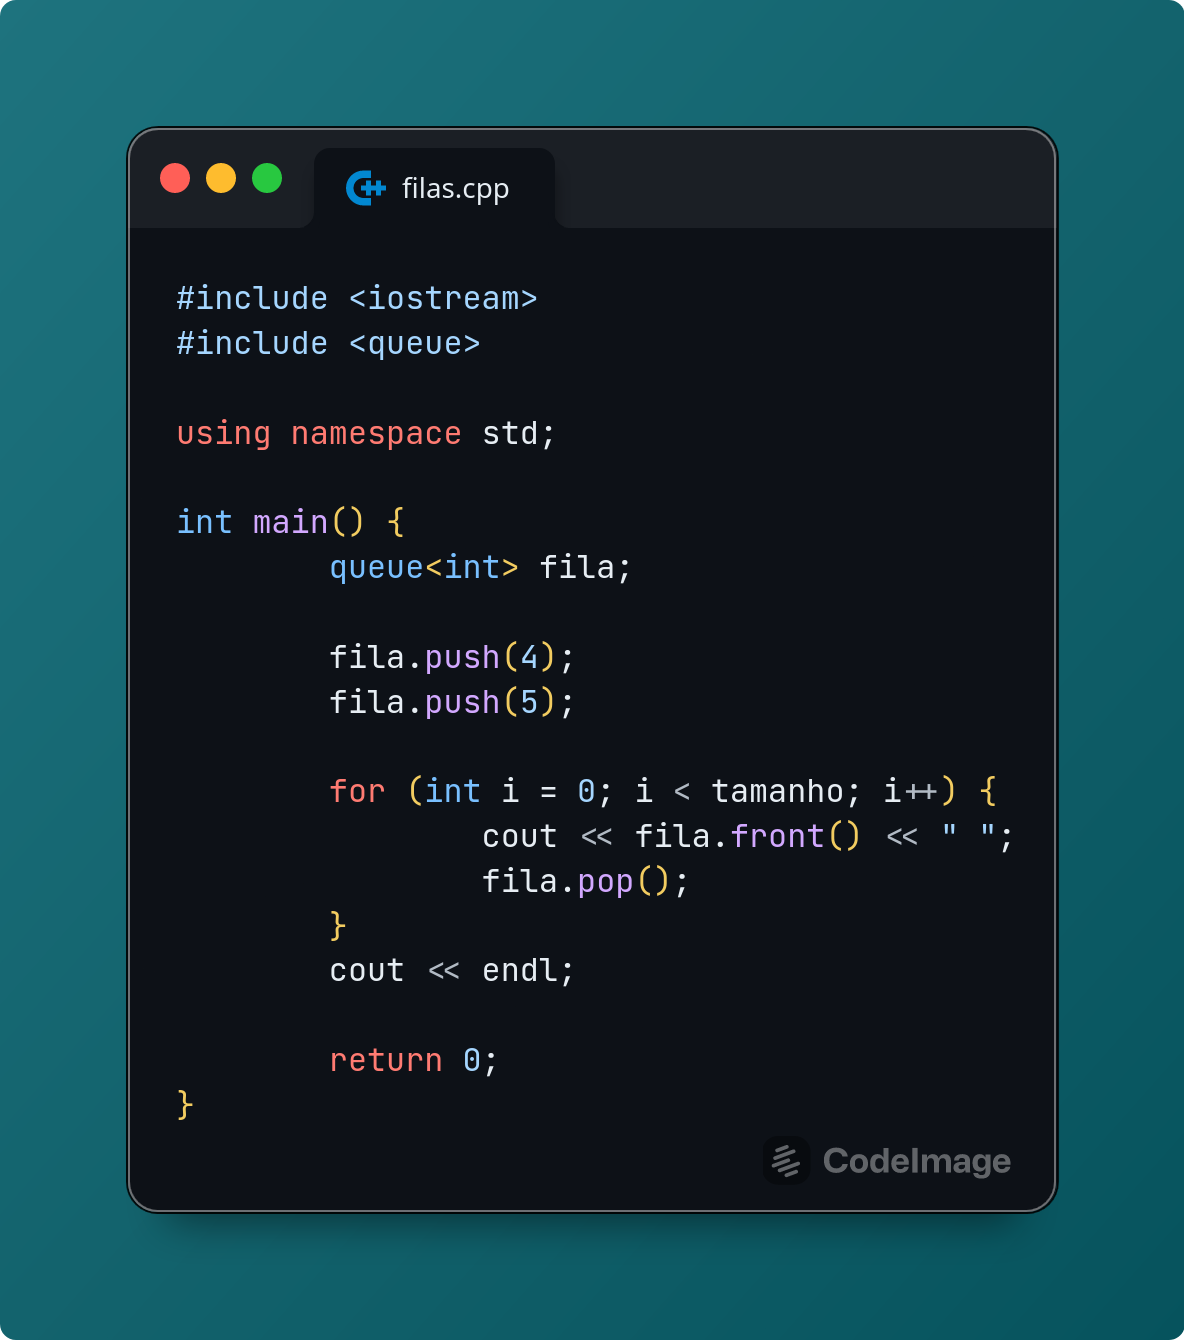 filas.cpp
#include <iostream>
#include <queue>
using namespace std;
int main() {
queue<int> fila;
fila.push(4);
fila.push(5);
for (int i = 0; i < tamanho; i++) {
cout << fila.front() << " ";
fila.pop();
}
cout << endl;
return 0;
}
CodeImage